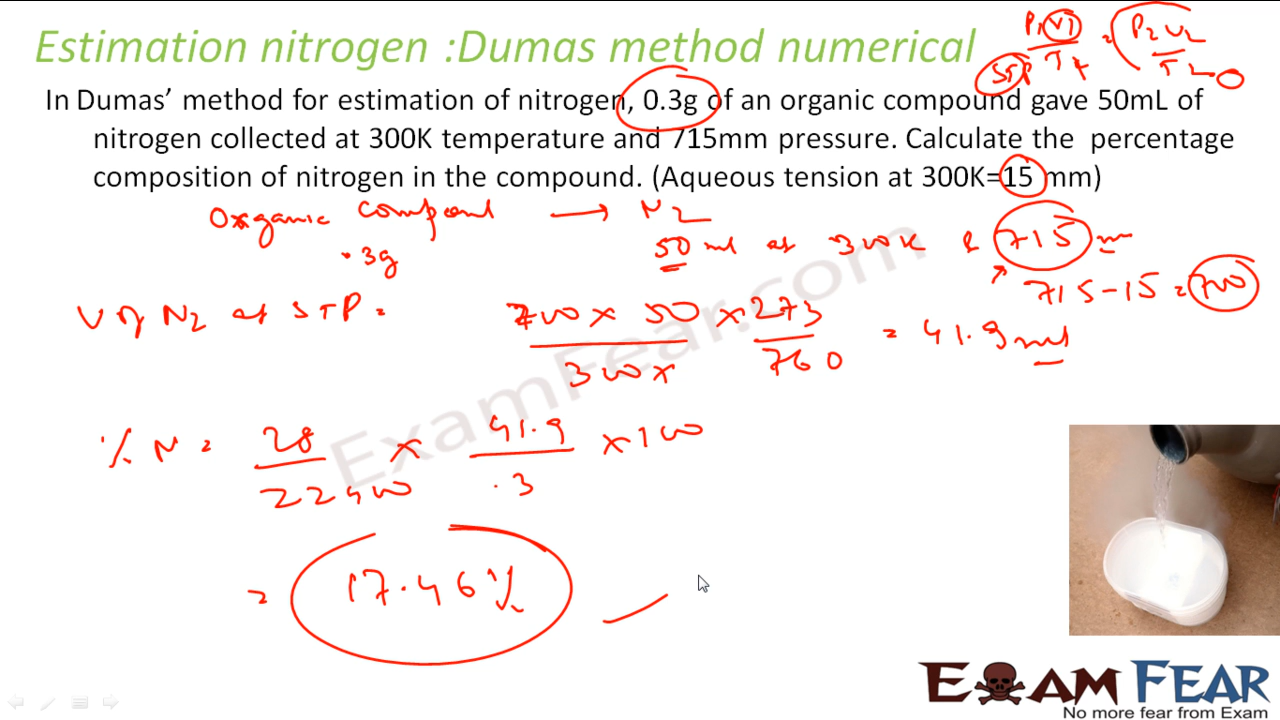 Estimation nitrogen :Dumas method numerical
P₁V₁/T₁ = P₂V₂/T₂
STP
0
In Dumas' method for estimation of nitrogen, 0.3g of an organic compound gave 50mL of
nitrogen collected at 300K temperature and 715mm pressure. Calculate the percentage
composition of nitrogen in the compound. (Aqueous tension at 300K=15 mm)
Organic compound → N₂
.3g
50 ml at 300K & 715 mm
715-15 = 700
V of N₂ at STP = 700 x 50 / 300 x x 273 / 760 = 41.9 ml
% N = 28 / 22400 x 41.9 / .3 x 100
= 17.46%
ExamFear.com
EXAM FEAR
No more fear from Exam